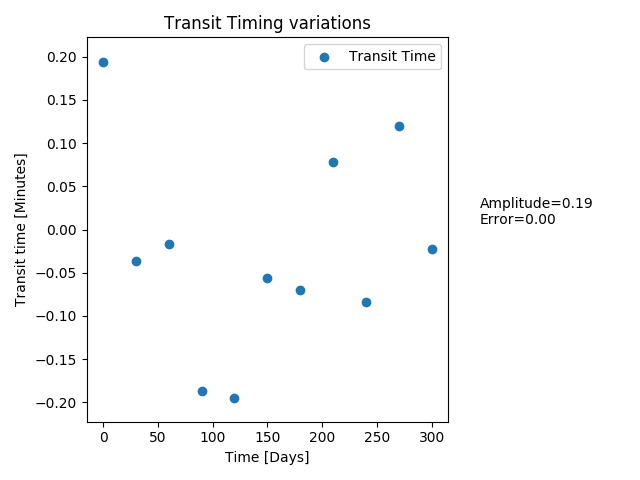 Transit Timing variations
Transit Time
Transit time [Minutes]
0.20
0.15
0.10
0.05
0.00
−0.05
−0.10
−0.15
−0.20
Amplitude=0.19
Error=0.00
0 50 100 150 200 250 300
Time [Days]